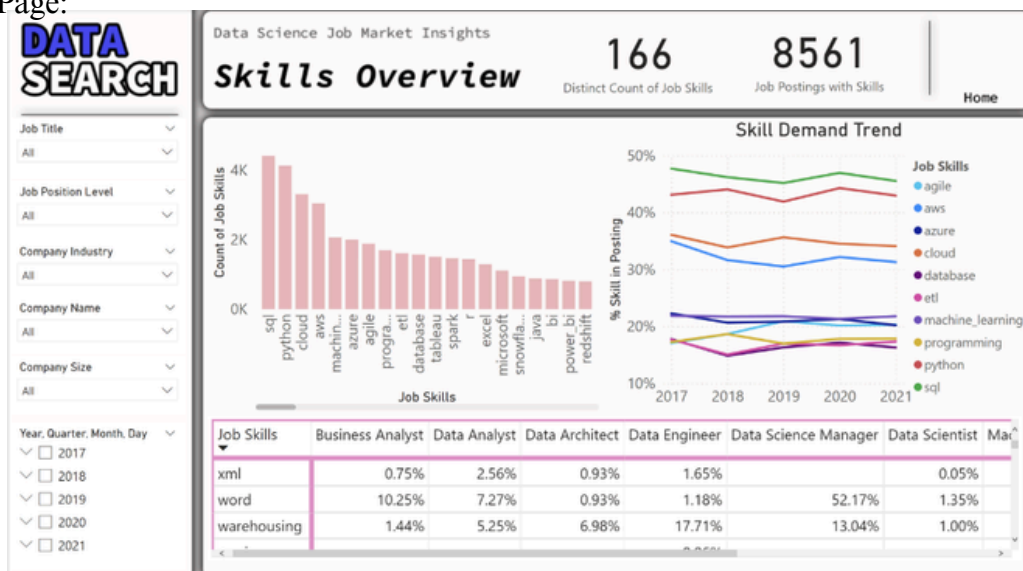 Page:
DATA
SEARCH
Job Title
All
Job Position Level
All
Company Industry
All
Company Name
All
Company Size
All
Year, Quarter, Month, Day
2017
2018
2019
2020
2021
Data Science Job Market Insights
Skills Overview
166
Distinct Count of Job Skills
8561
Job Postings with Skills
Home
Count of Job Skills
4K
2K
0K
sql
python
cloud
aws
machin...
azure
agile
progra...
etl
database
tableau
spark
r
excel
microsoft
snowfla...
java
bi
power_bi
redshift
Job Skills
Skill Demand Trend
% Skill in Posting
50%
40%
30%
20%
10%
2017 2018 2019 2020 2021
Job Skills
agile
aws
azure
cloud
database
etl
machine_learning
programming
python
sql
Job Skills Business Analyst Data Analyst Data Architect Data Engineer Data Science Manager Data Scientist Mac
xml 0.75% 2.56% 0.93% 1.65% 0.05%
word 10.25% 7.27% 0.93% 1.18% 52.17% 1.35%
warehousing 1.44% 5.25% 6.98% 17.71% 13.04% 1.00%